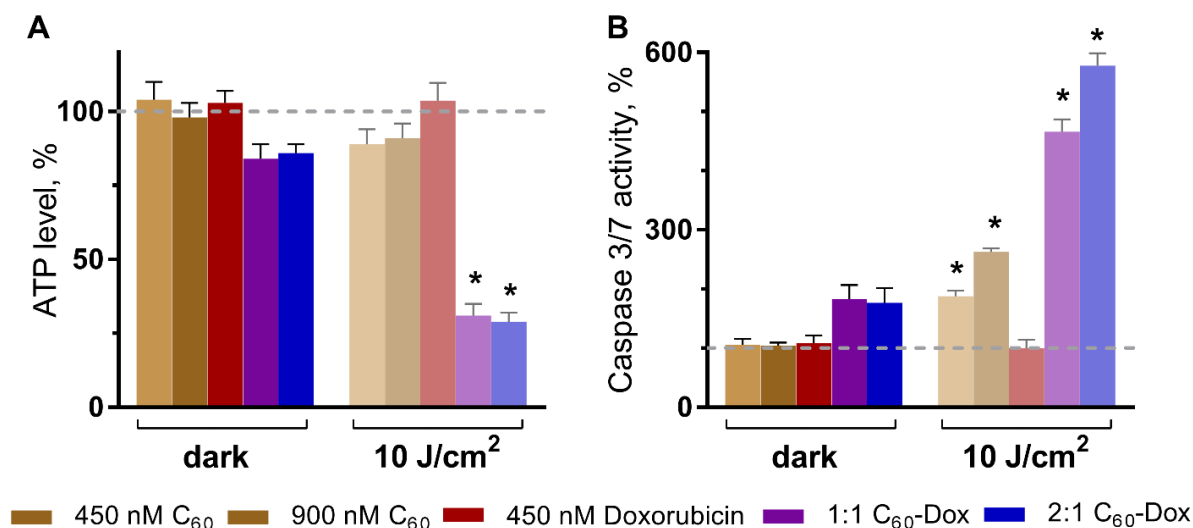 A
ATP level, %
100
50
0
dark
10 J/cm²
* *
B
Caspase 3/7 activity, %
600
300
0
dark
10 J/cm²
* * * *
450 nM C₆₀
900 nM C₆₀
450 nM Doxorubicin
1:1 C₆₀-Dox
2:1 C₆₀-Dox